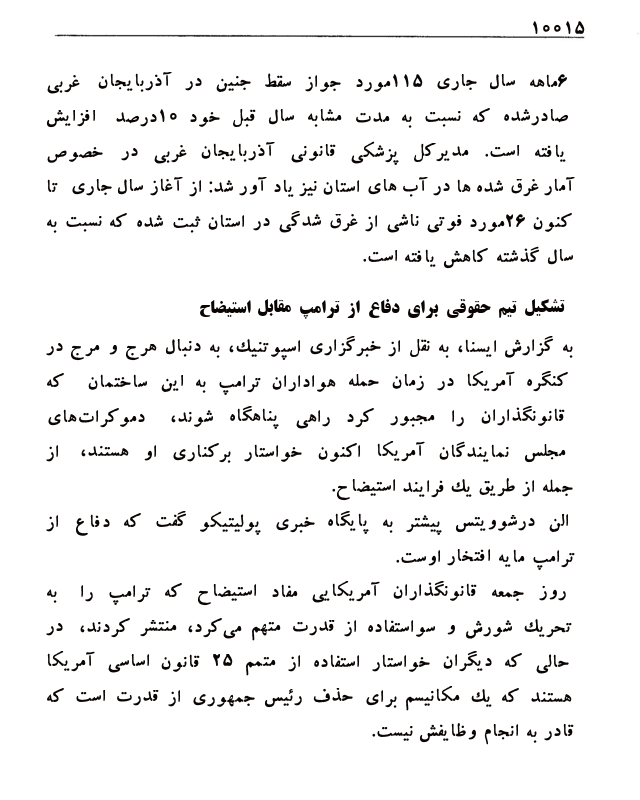 ۱۰۰۱۵
۶ماهه سال جاری ۱۱۵مورد جواز سقط جنین در آذربایجان غربی
صادرشده که نسبت به مدت مشابه سال قبل خود ۱۰درصد افزایش
یافته است. مدیرکل پزشکی قانونی آذربایجان غربی در خصوص
آمار غرق شده ها در آب های استان نیز یاد آور شد: از آغاز سال جاری تا
کنون ۲۶مورد فوتی ناشی از غرق شدگی در استان ثبت شده که نسبت به
سال گذشته کاهش یافته است.
تشکیل تیم حقوقی برای دفاع از ترامپ مقابل استیضاح
به گزارش ایسنا، به نقل از خبرگزاری اسپوتنیك، به دنبال هرج و مرج در
کنگره آمریکا در زمان حمله هواداران ترامپ به این ساختمان که
قانونگذاران را مجبور کرد راهی پناهگاه شوند، دموکرات‌های
مجلس نمایندگان آمریکا اکنون خواستار برکناری او هستند، از
جمله از طریق یك فرایند استیضاح.
الن درشوویتس پیشتر به پایگاه خبری پولیتیکو گفت که دفاع از
ترامپ مایه افتخار اوست.
روز جمعه قانونگذاران آمریکایی مفاد استیضاح که ترامپ را به
تحریك شورش و سواستفاده از قدرت متهم می‌کرد، منتشر کردند، در
حالی که دیگران خواستار استفاده از متمم ۲۵ قانون اساسی آمریکا
هستند که یك مکانیسم برای حذف رئیس جمهوری از قدرت است که
قادر به انجام وظایفش نیست.